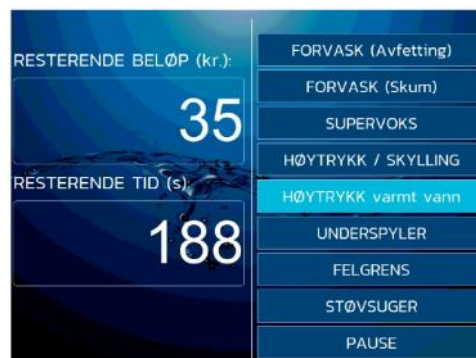 RESTERENDE BELØP (kr.):
35
RESTERENDE TID (s):
188
FORVASK (Avfetting)
FORVASK (Skum)
SUPERVOKS
HØYTRYKK / SKYLLING
HØYTRYKK varmt vann
UNDERSPYLER
FELGRENS
STØVSUGER
PAUSE